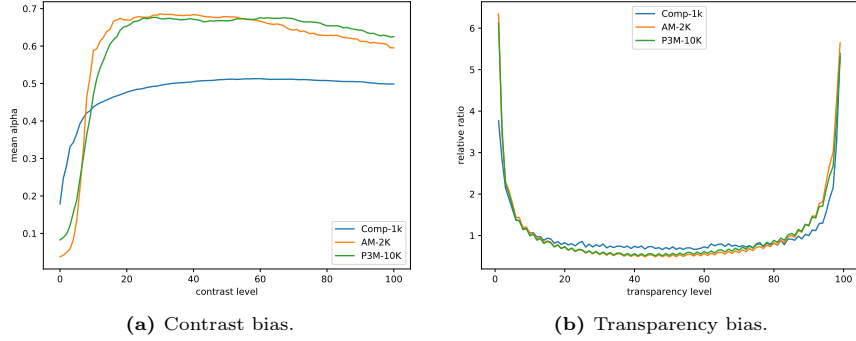 0.7
0.6
0.5
0.4
0.3
0.2
0.1
mean alpha
0 20 40 60 80 100
contrast level
Comp-1k
AM-2K
P3M-10K
(a) Contrast bias.
6
5
4
3
2
1
relative ratio
0 20 40 60 80 100
transparency level
Comp-1k
AM-2K
P3M-10K
(b) Transparency bias.